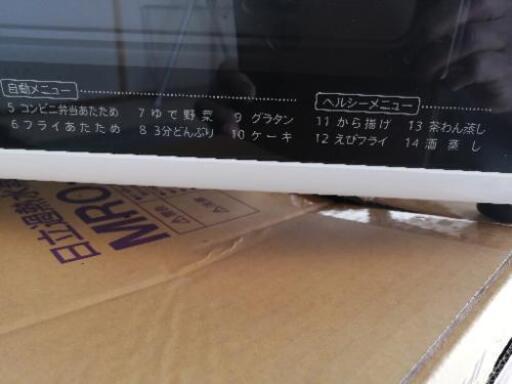 自動メニュー
ヘルシーメニュー
5 コンビニ弁当あたため 7 ゆで野菜 9 グラタン 11 から揚げ 13 茶わん蒸し
6 フライあたため 8 3分どんぶり 10 ケーキ 12 えびフライ 14 酒蒸し
日立過熱水
MRO